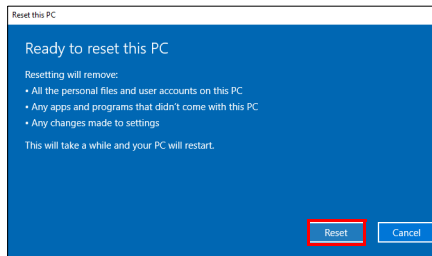 Reset this PC
Ready to reset this PC
Resetting will remove:
• All the personal files and user accounts on this PC
• Any apps and programs that didn't come with this PC
• Any changes made to settings
This will take a while and your PC will restart.
Reset Cancel